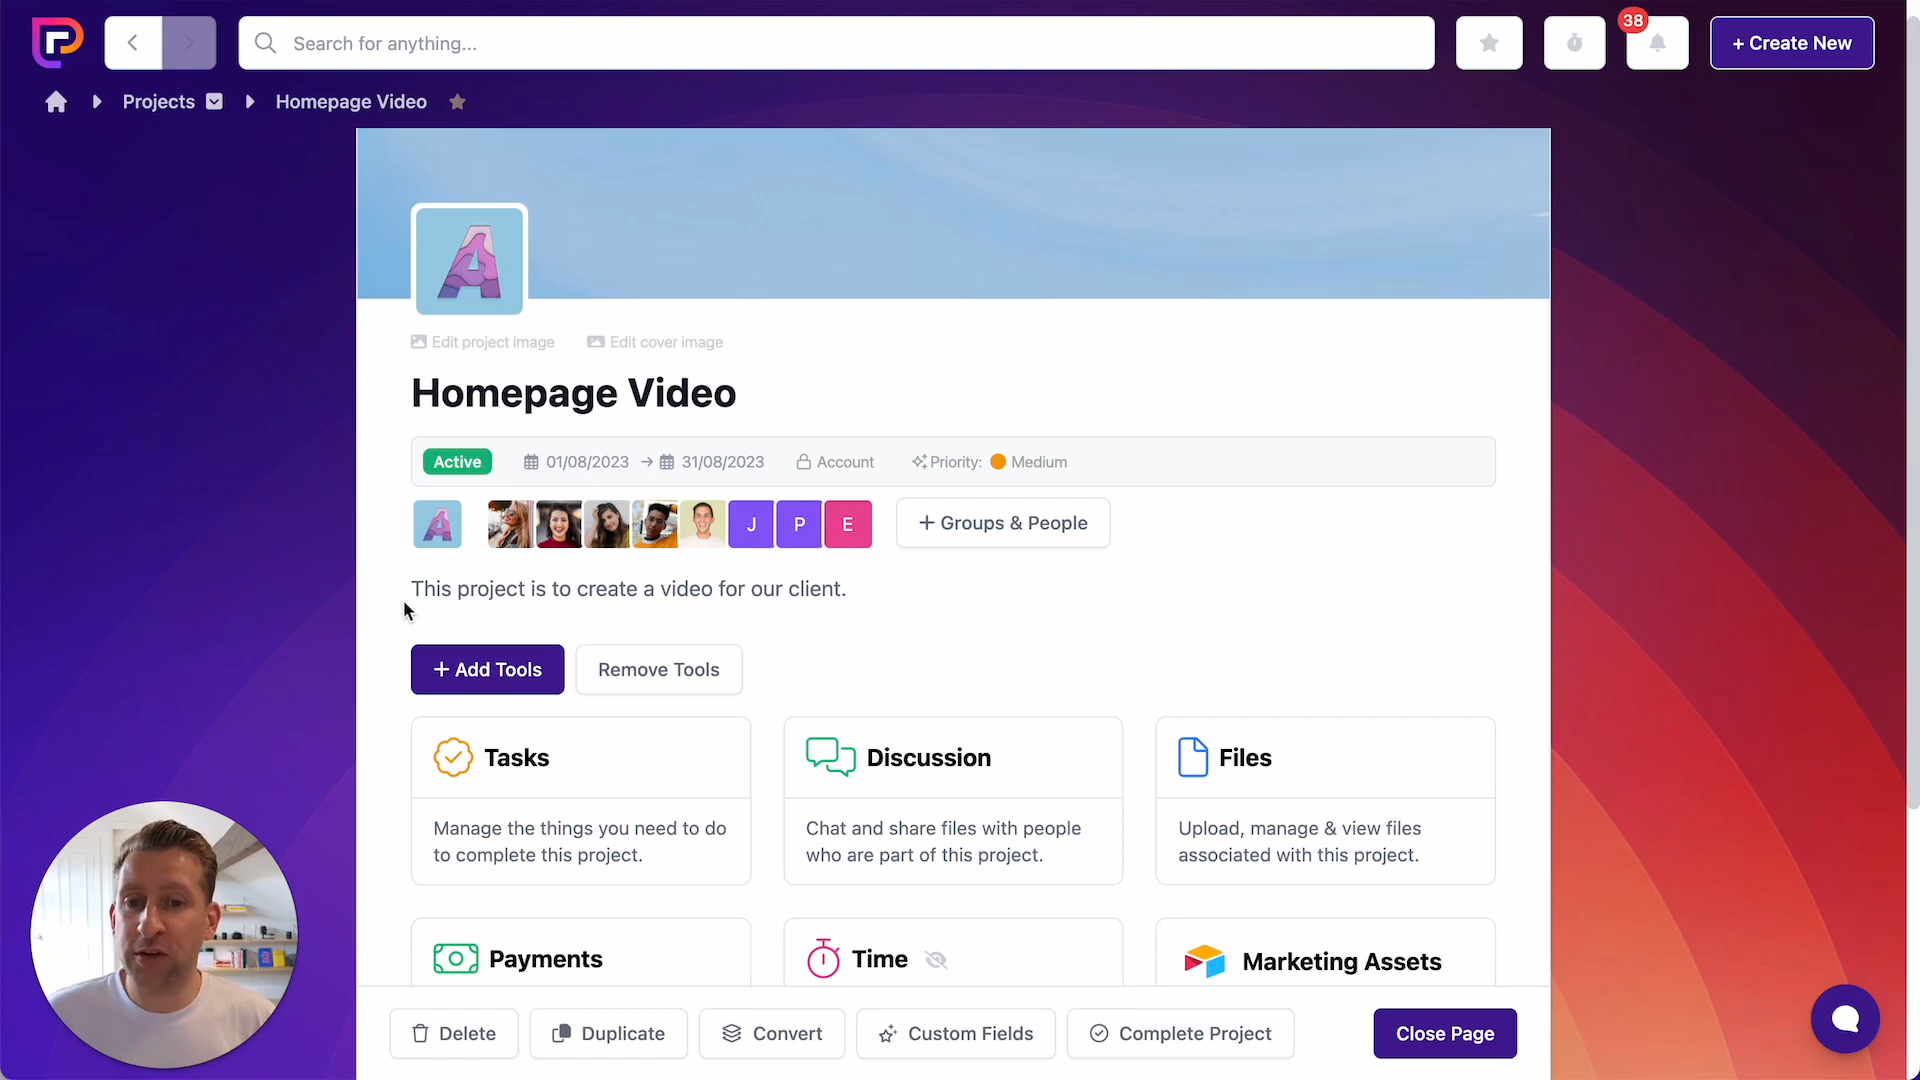 Search for anything...
38
+ Create New
Projects
Homepage Video
Edit project image
Edit cover image
Homepage Video
Active
01/08/2023
31/08/2023
Account
Priority:
Medium
J
P
E
+ Groups & People
This project is to create a video for our client.
+ Add Tools
Remove Tools
Tasks
Manage the things you need to do
to complete this project.
Discussion
Chat and share files with people
who are part of this project.
Files
Upload, manage & view files
associated with this project.
Payments
Time
Marketing Assets
Delete
Duplicate
Convert
Custom Fields
Complete Project
Close Page